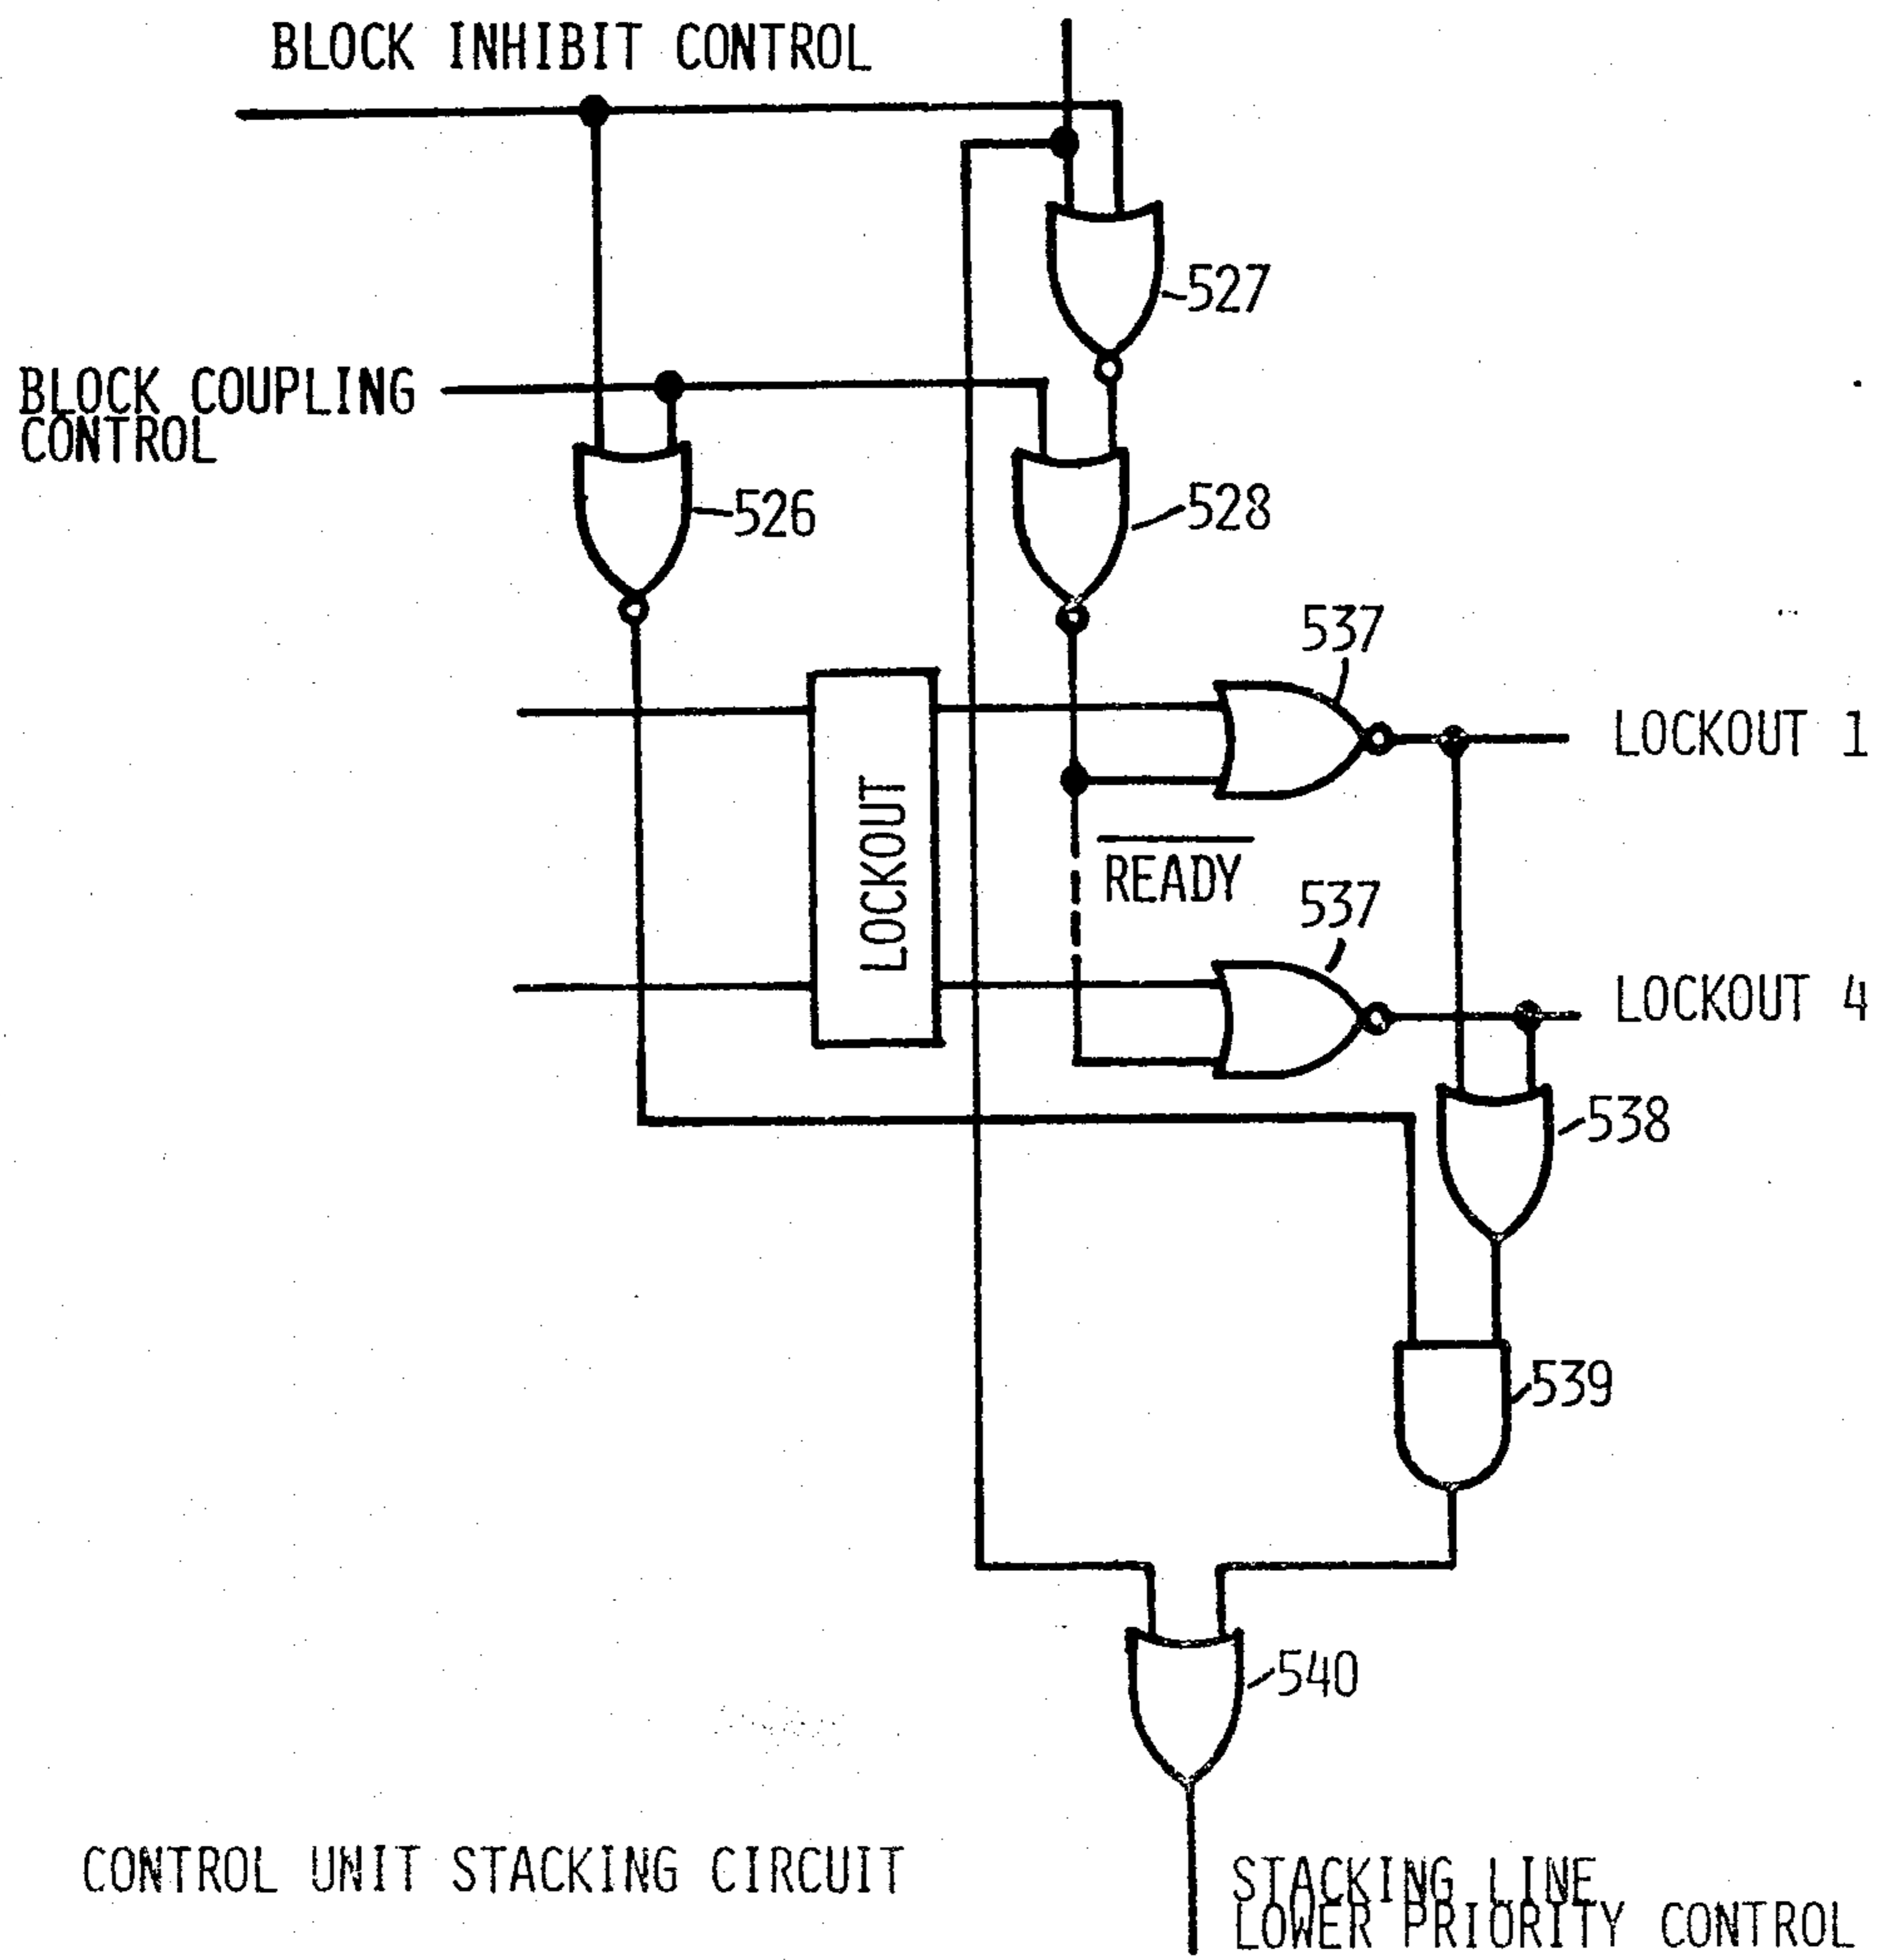 BLOCK INHIBIT CONTROL
527
BLOCK COUPLING
CONTROL
526
528
537
LOCKOUT 1
LOCKOUT
READY
537
LOCKOUT 4
538
539
540
CONTROL UNIT STACKING CIRCUIT
STACKING LINE
LOWER PRIORITY CONTROL